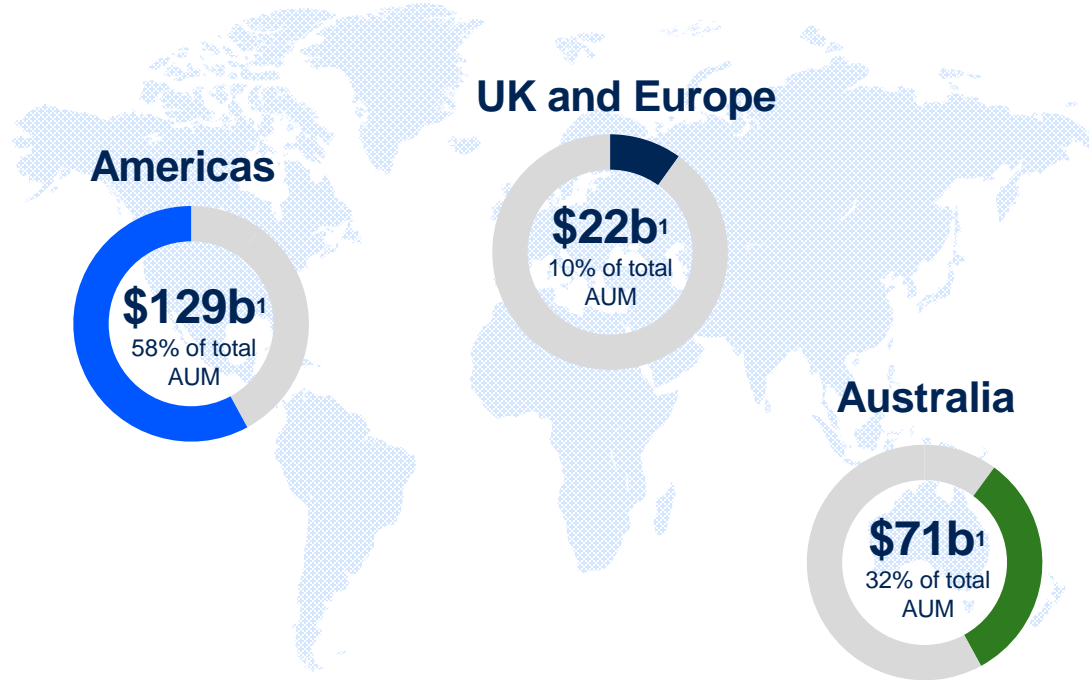 UK and Europe
$22b1
10% of total
AUM
Americas
$129b1
58% of total
AUM
Australia
$71b1
32% of total
AUM